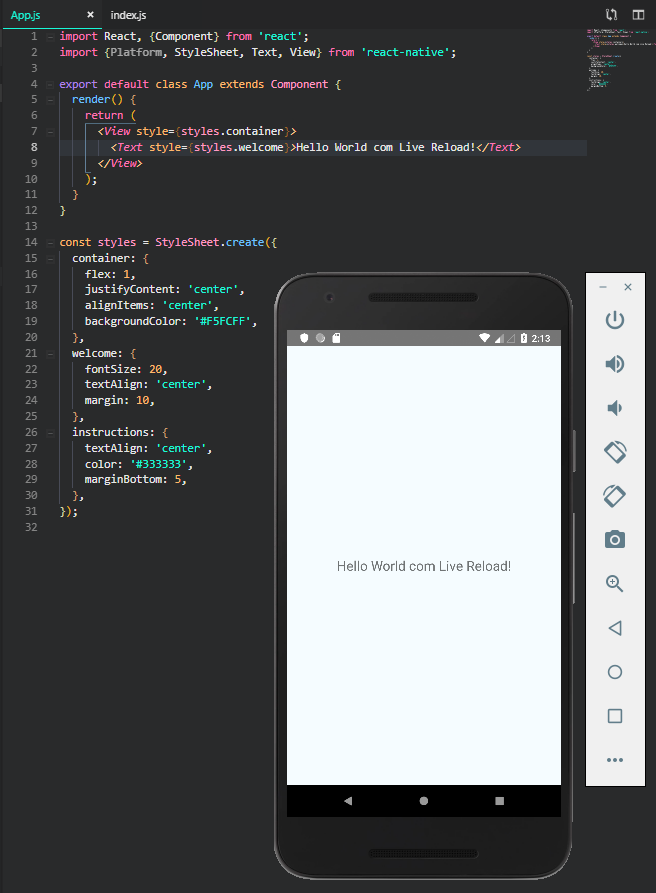 App.js × index.js
1 import React, {Component} from 'react';
2 import {Platform, StyleSheet, Text, View} from 'react-native';
3
4 export default class App extends Component {
5 render() {
6 return (
7 <View style={styles.container}>
8 <Text style={styles.welcome}>Hello World com Live Reload!</Text>
9 </View>
10 );
11 }
12 }
13
14 const styles = StyleSheet.create({
15 container: {
16 flex: 1,
17 justifyContent: 'center',
18 alignItems: 'center',
19 backgroundColor: '#F5FCFF',
20 },
21 welcome: {
22 fontSize: 20,
23 textAlign: 'center',
24 margin: 10,
25 },
26 instructions: {
27 textAlign: 'center',
28 color: '#333333',
29 marginBottom: 5,
30 },
31 });
32
2:13
Hello World com Live Reload!